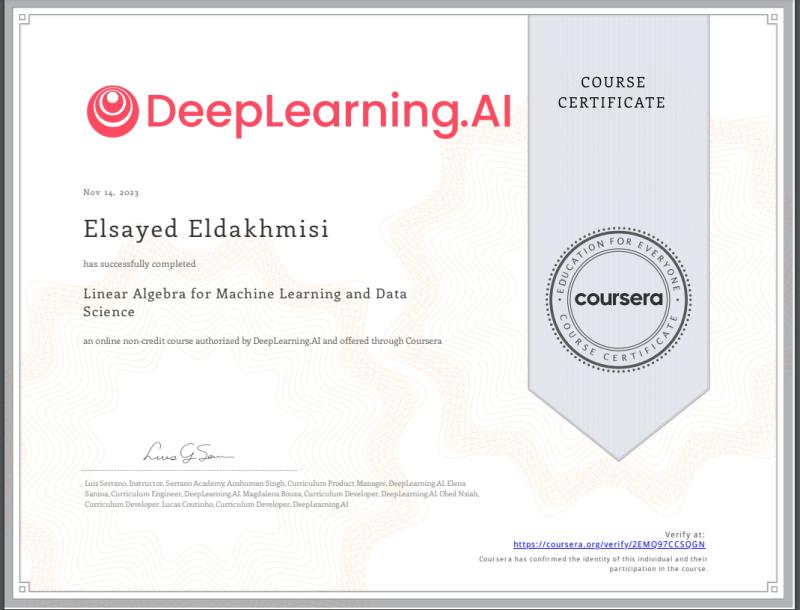 DeepLearning.AI
COURSE
CERTIFICATE
Nov 14, 2023
Elsayed Eldakhmisi
has successfully completed
Linear Algebra for Machine Learning and Data
Science
an online non-credit course authorized by DeepLearning.AI and offered through Coursera
EDUCATION FOR EVERYONE
coursera
COURSE CERTIFICATE
Luis Serrano, Instructor, Serrano Academy. Anshuman Singh, Curriculum Product Manager, DeepLearning.AI. Elena
Sanina, Curriculum Engineer, DeepLearning.AI. Magdalena Bouza, Curriculum Developer, DeepLearning.AI. Obed Nsiah,
Curriculum Developer. Lucas Coutinho, Curriculum Developer, DeepLearning.AI
Verify at:
https://coursera.org/verify/2EMQ97CCSQGN
Coursera has confirmed the identity of this individual and their
participation in the course.